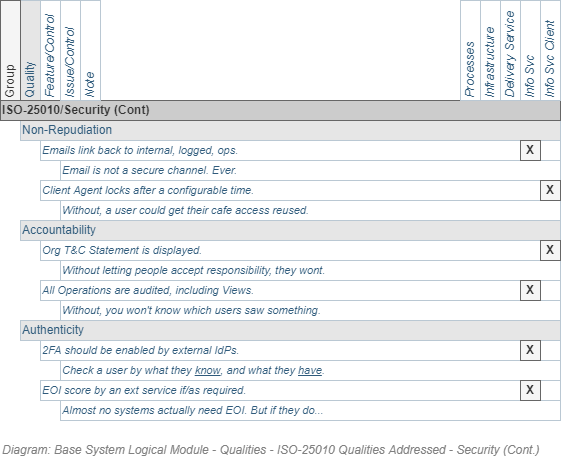 Group
Quality
Feature/Control
Issue/Control
Note
Processes
Infrastructure
Delivery Service
Info Svc
Info Svc Client
ISO-25010/Security (Cont)
Non-Repudiation
Emails link back to internal, logged, ops. X
Email is not a secure channel. Ever.
Client Agent locks after a configurable time. X
Without, a user could get their cafe access reused.
Accountability
Org T&C Statement is displayed. X
Without letting people accept responsibility, they wont.
All Operations are audited, including Views. X
Without, you won't know which users saw something.
Authenticity
2FA should be enabled by external IdPs. X
Check a user by what they know, and what they have.
EOI score by an ext service if/as required. X
Almost no systems actually need EOI. But if they do...
Diagram: Base System Logical Module - Qualities - ISO-25010 Qualities Addressed - Security (Cont.)